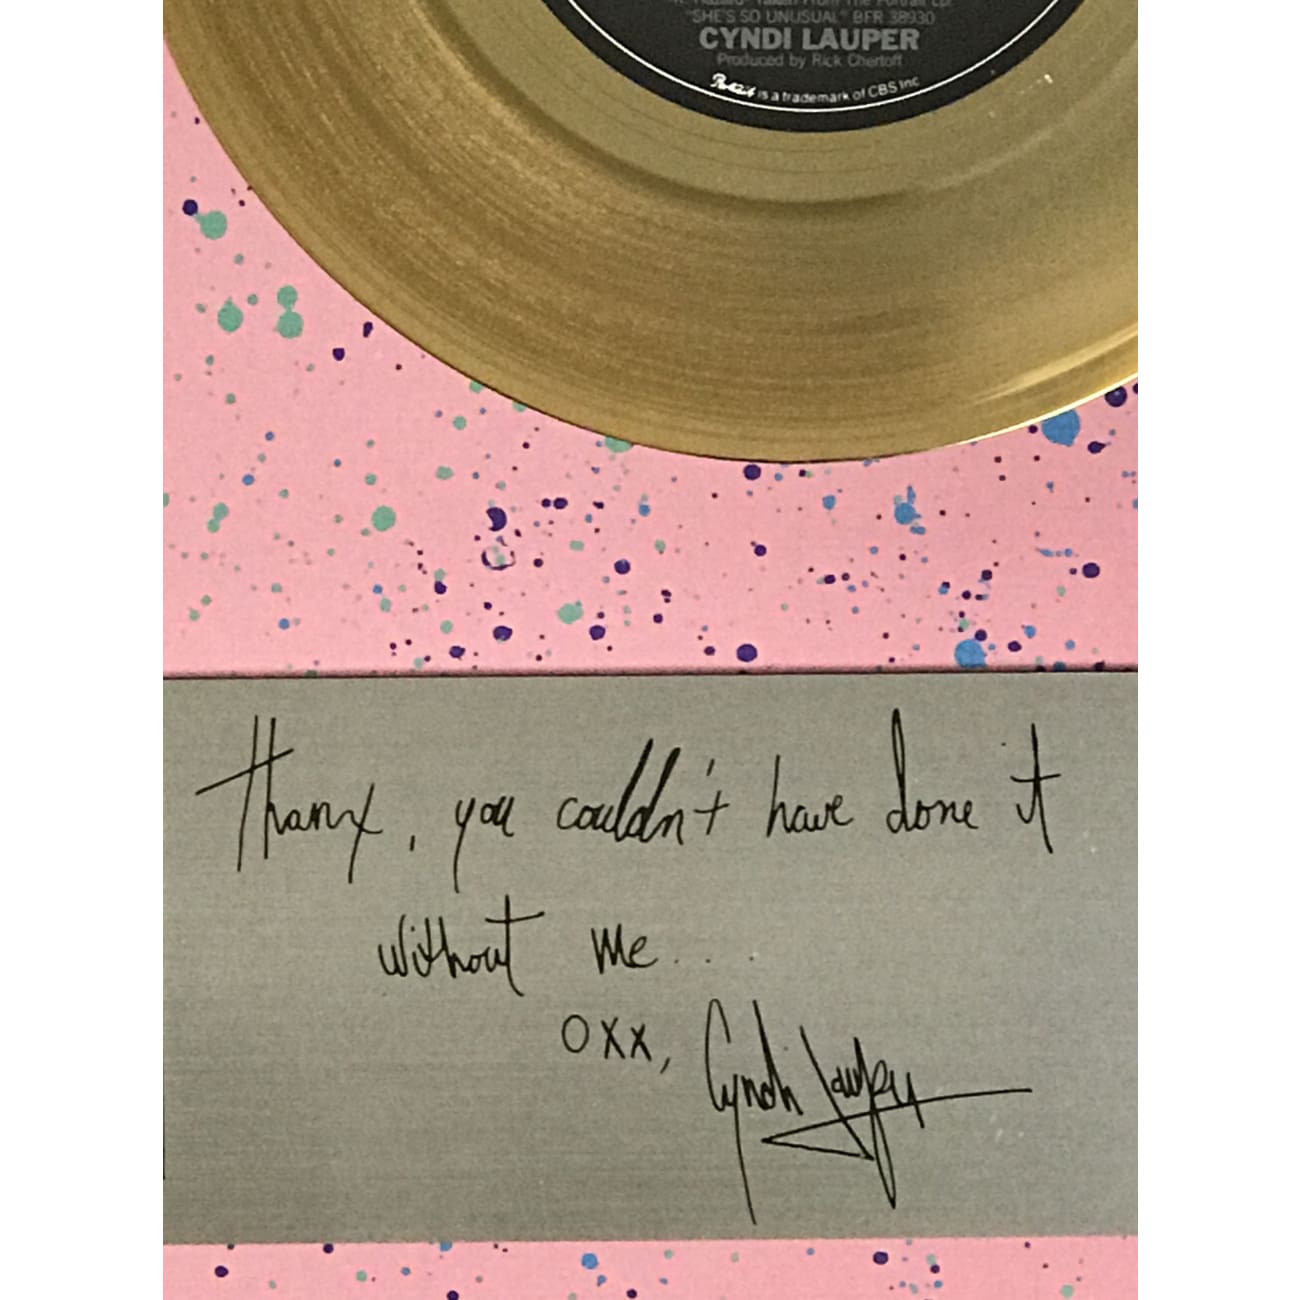 "SHE'S SO UNUSUAL" BFR 38930
CYNDI LAUPER
Produced by Rick Chertoff
Portrait is a trademark of CBS Inc
Thanx, you couldn't have done it
without me...
OXX, Cyndi Lauper